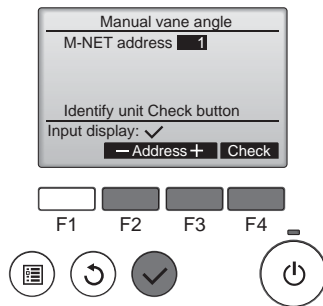 Manual vane angle
M-NET address 1
Identify unit Check button
Input display: ✓
− Address + Check
F1 F2 F3 F4